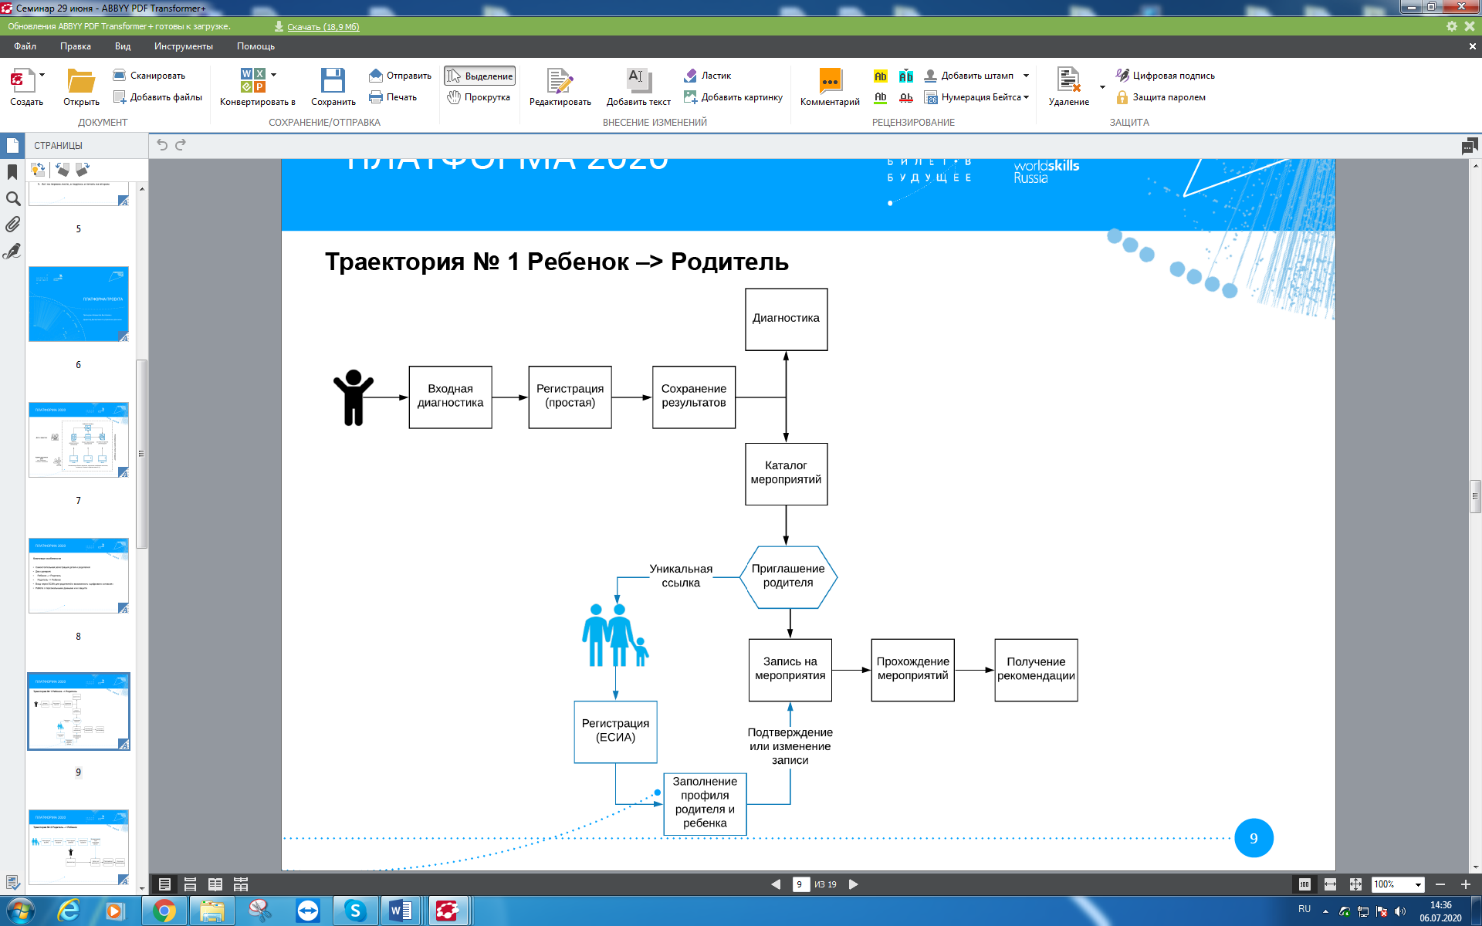 Семинар 29 июня - ABBYY PDF Transformer+
Обновления ABBYY PDF Transformer+ готовы к загрузке.
Скачать (18,9 Мб)
Файл Правка Вид Инструменты Помощь
Создать
Открыть
Сканировать
Добавить файлы
Конвертировать в
Сохранить
Отправить
Печать
Выделение
Прокрутка
Редактировать
Добавить текст
Ластик
Добавить картинку
Комментарий
Добавить штамп
Нумерация Бейтса
Удаление
Цифровая подпись
Защита паролем
ДОКУМЕНТ
СОХРАНЕНИЕ/ОТПРАВКА
ВНЕСЕНИЕ ИЗМЕНЕНИЙ
РЕЦЕНЗИРОВАНИЕ
ЗАЩИТА
СТРАНИЦЫ
5
6
7
8
9
ПЛАТФОРМА 2020
БИЛЕТ В
БУДУЩЕЕ
worldskills
Russia
Траектория № 1 Ребенок –> Родитель
Диагностика
Входная
диагностика
Регистрация
(простая)
Сохранение
результатов
Каталог
мероприятий
Уникальная
ссылка
Приглашение
родителя
Запись на
мероприятия
Прохождение
мероприятий
Получение
рекомендации
Регистрация
(ЕСИА)
Подтверждение
или изменение
записи
Заполнение
профиля
родителя и
ребенка
9
9 ИЗ 19
100%
RU
14:36
06.07.2020